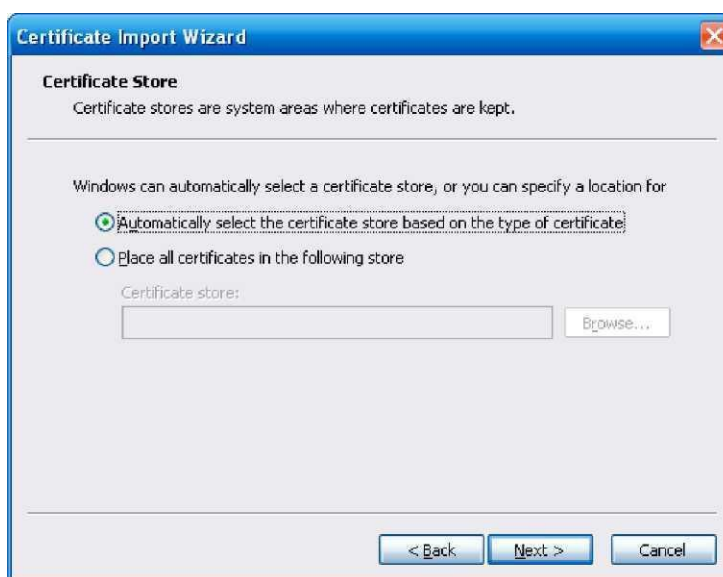 Certificate Import Wizard
Certificate Store
Certificate stores are system areas where certificates are kept.
Windows can automatically select a certificate store, or you can specify a location for
Automatically select the certificate store based on the type of certificate
Place all certificates in the following store
Certificate store:
Browse...
< Back Next > Cancel